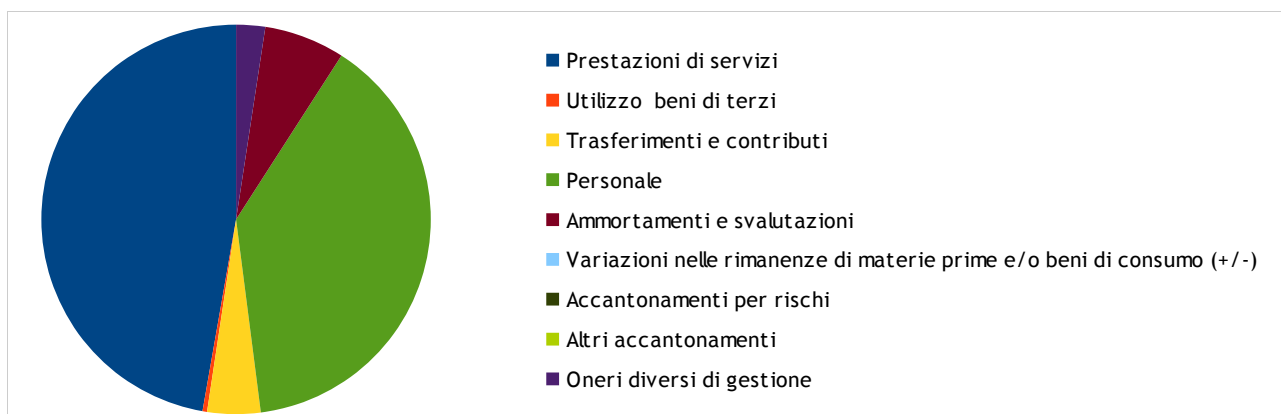 Prestazioni di servizi
Utilizzo beni di terzi
Trasferimenti e contributi
Personale
Ammortamenti e svalutazioni
Variazioni nelle rimanenze di materie prime e/o beni di consumo (+/-)
Accantonamenti per rischi
Altri accantonamenti
Oneri diversi di gestione